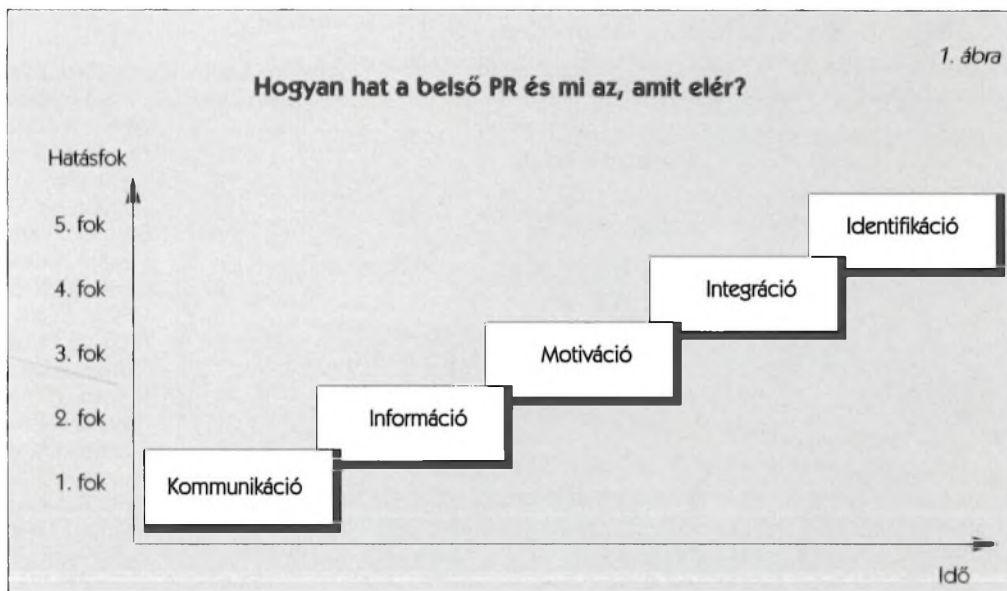 1. ábra
Hogyan hat a belső PR és mi az, amit elér?
Hatásfok
5. fok
Identifikáció
4. fok
Integráció
3. fok
Motiváció
2. fok
Információ
1. fok
Kommunikáció
Idő